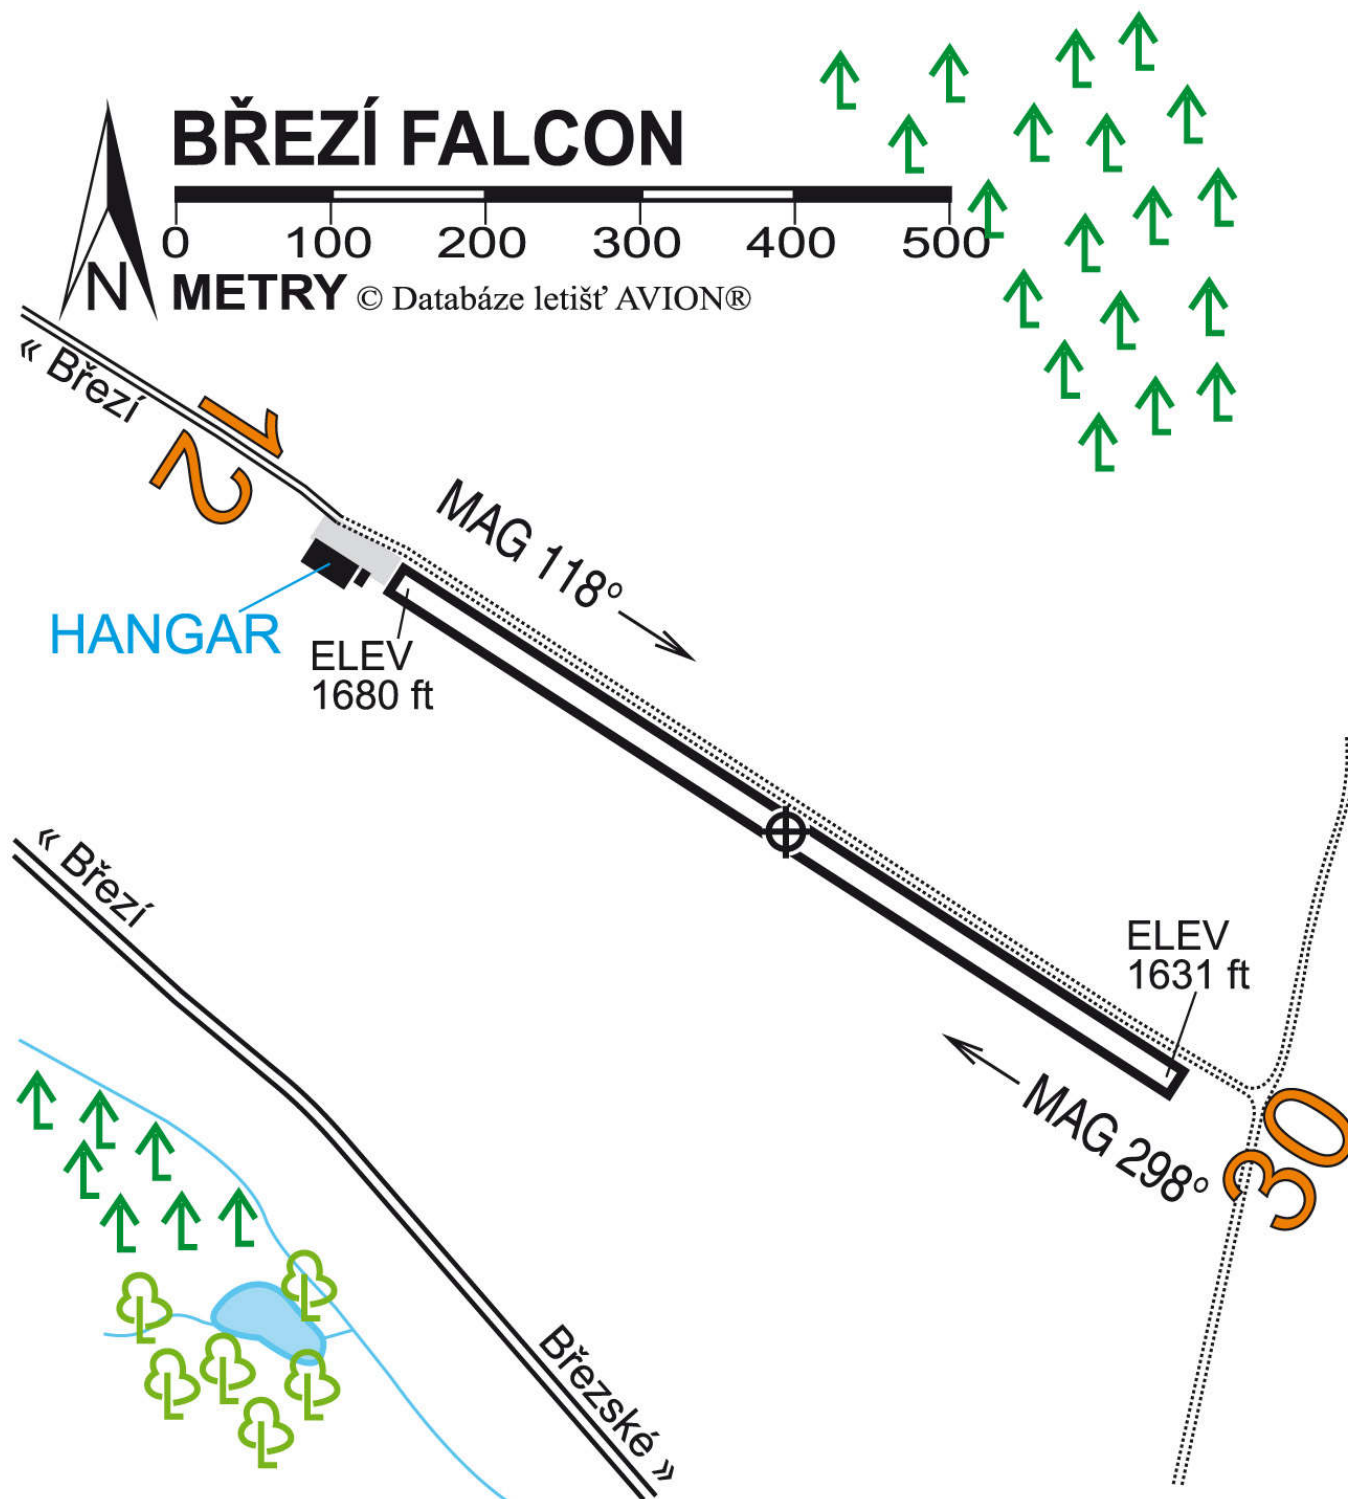 BŘEZÍ FALCON
0 100 200 300 400 500
METRY © Databáze letišť AVION®
N
« Březí
12
MAG 118°
HANGAR
ELEV
1680 ft
« Březí
ELEV
1631 ft
MAG 298°
30
Březské »